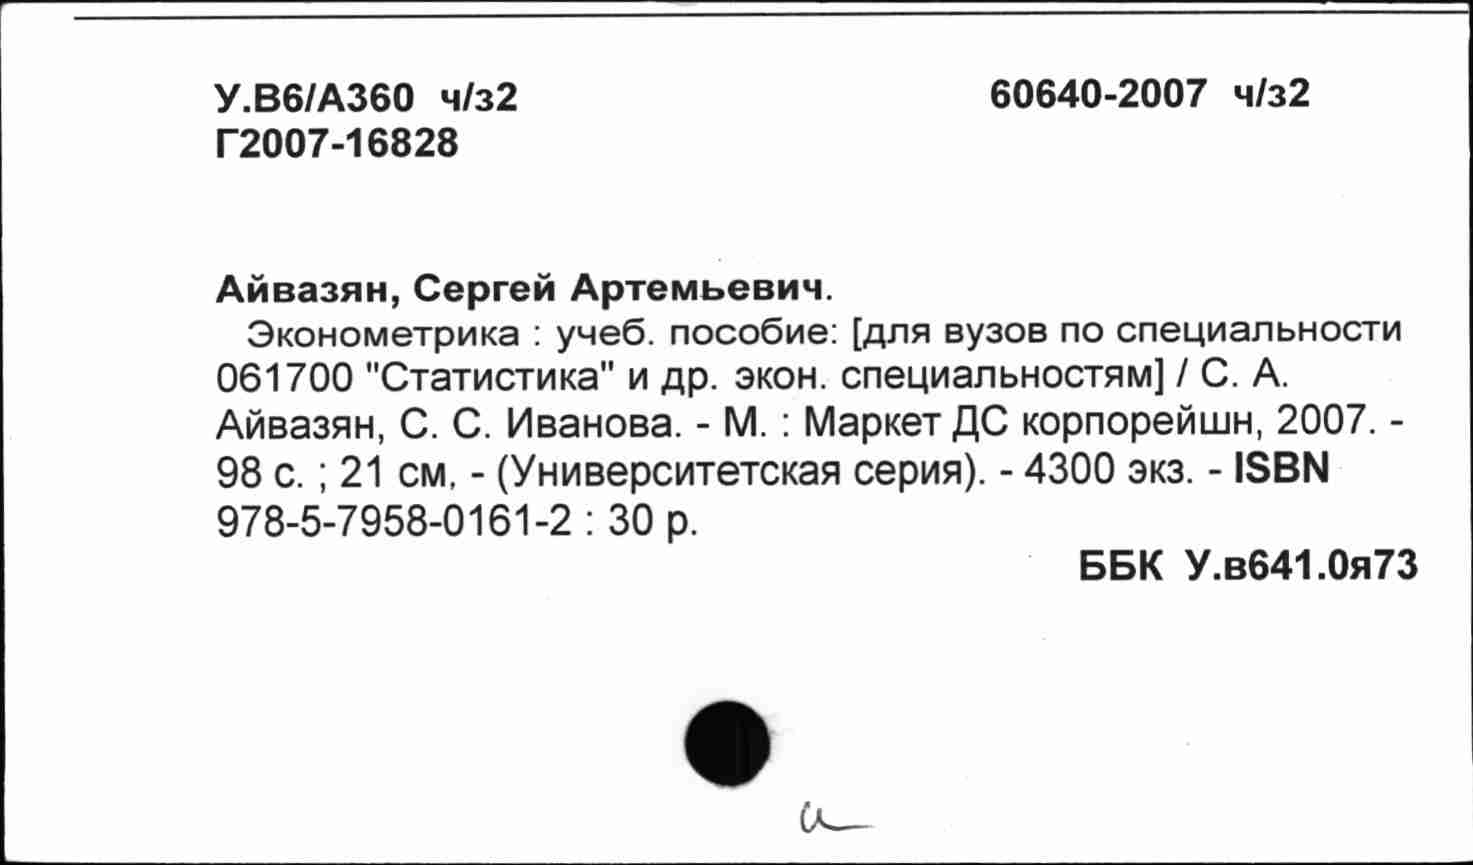 У.В6/А360 ч/з2 60640-2007 ч/з2
Г2007-16828
Айвазян, Сергей Артемьевич.
Эконометрика : учеб. пособие: [для вузов по специальности
061700 "Статистика" и др. экон. специальностям] / С. А.
Айвазян, С. С. Иванова. - М. : Маркет ДС корпорейшн, 2007. -
98 с. ; 21 см. - (Университетская серия). - 4300 экз. - ISBN
978-5-7958-0161-2 : 30 р.
ББК У.в641.0я73